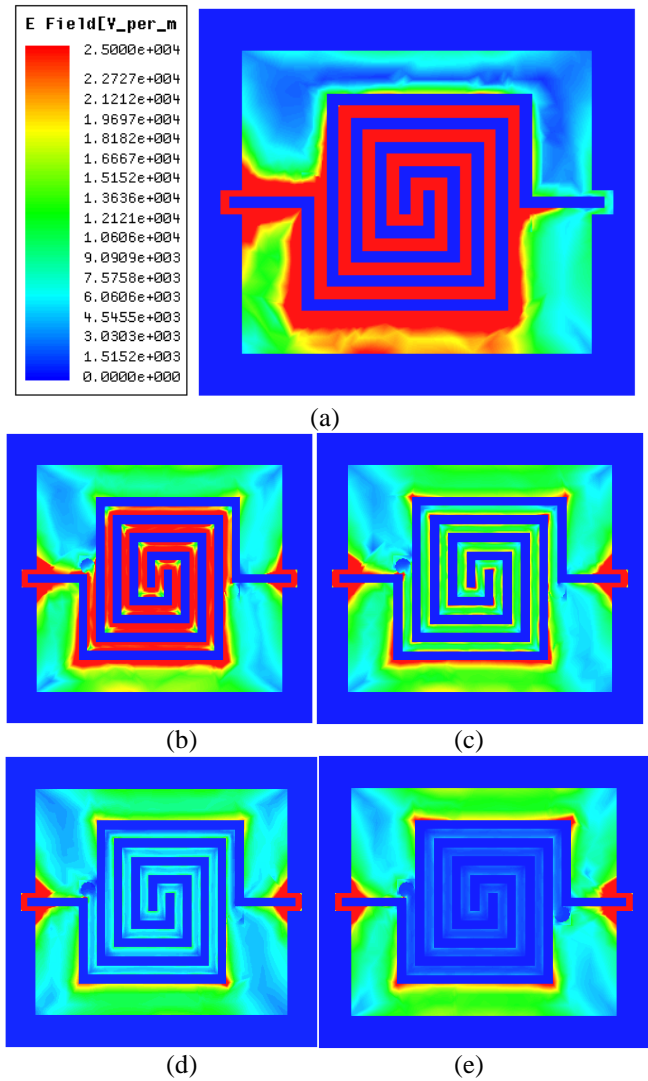 E Field[V_per_m
2.5000e+004
2.2727e+004
2.1212e+004
1.9697e+004
1.8182e+004
1.6667e+004
1.5152e+004
1.3636e+004
1.2121e+004
1.0606e+004
9.0909e+003
7.5758e+003
6.0606e+003
4.5455e+003
3.0303e+003
1.5152e+003
0.0000e+000
(a)
(b)
(c)
(d)
(e)